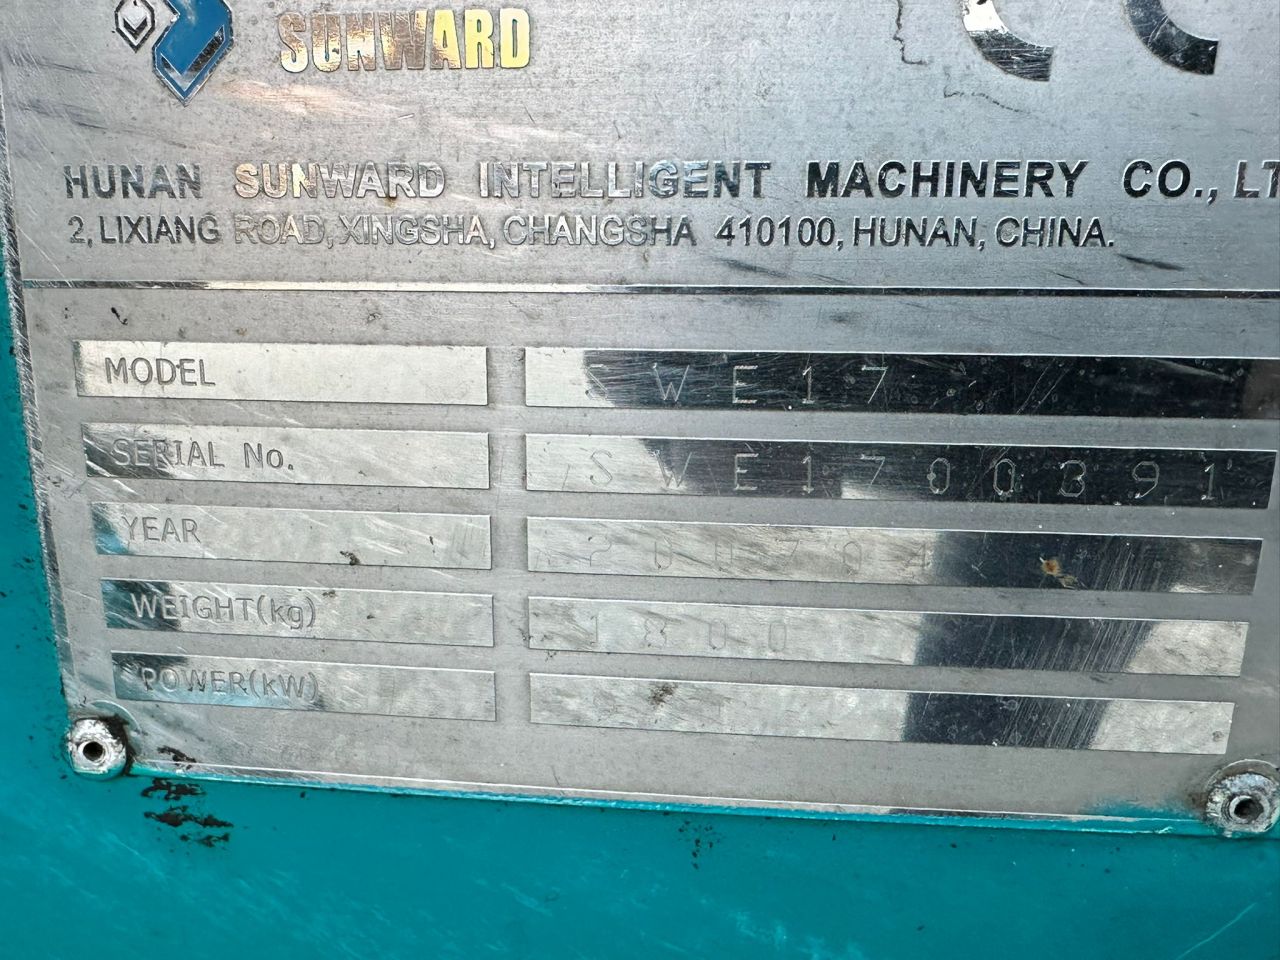 SUNWARD
CE
HUNAN SUNWARD INTELLIGENT MACHINERY CO., LT
2, LIXIANG ROAD, XINGSHA, CHANGSHA 410100, HUNAN, CHINA.
MODEL SWE17
SERIAL No. SWE1700391
YEAR 200704
WEIGHT(kg) 1800
POWER(KW)